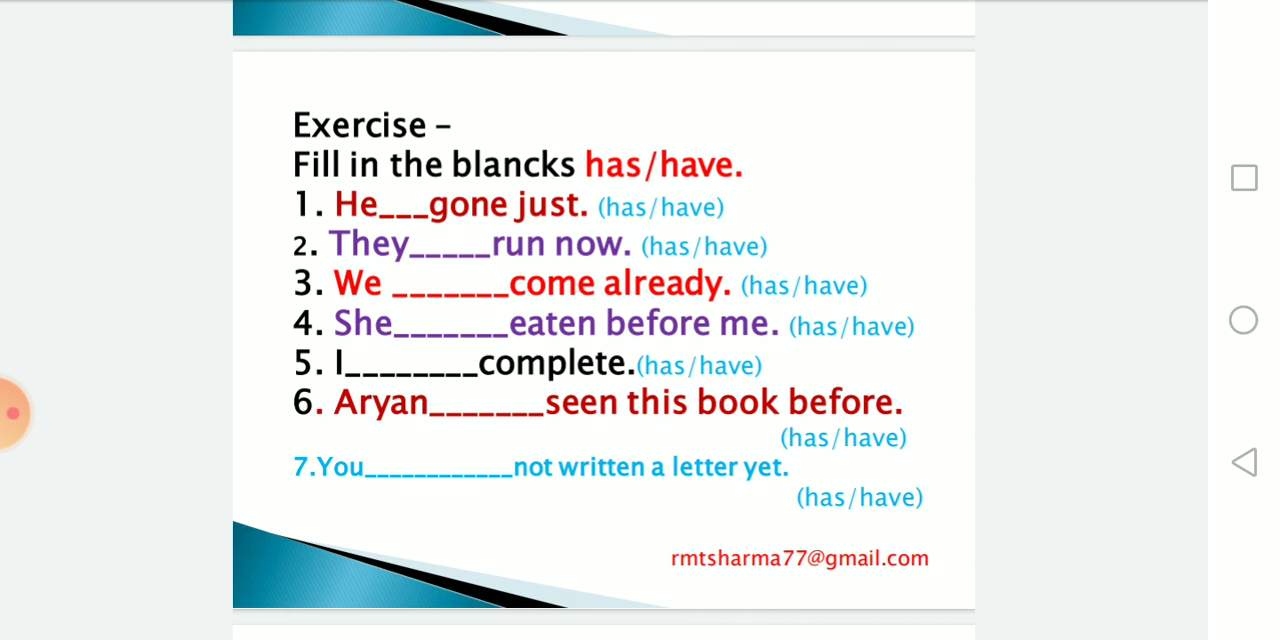 Exercise –
Fill in the blancks has/have.
1. He___gone just. (has/have)
2. They_____run now. (has/have)
3. We _______come already. (has/have)
4. She_______eaten before me. (has/have)
5. I________complete.(has/have)
6. Aryan_______seen this book before.
(has/have)
7.You____________not written a letter yet.
(has/have)
rmtsharma77@gmail.com